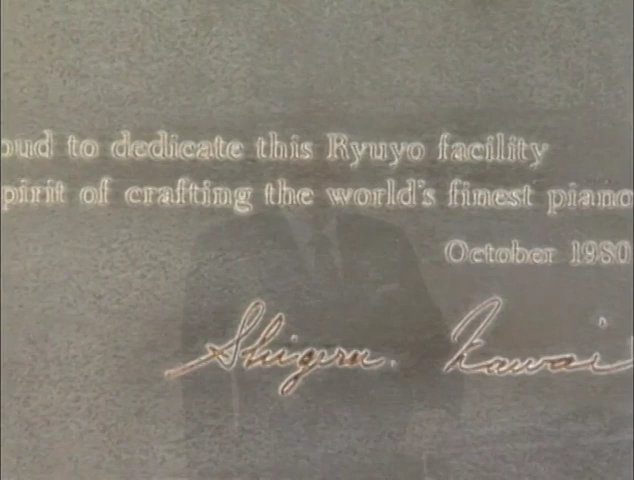 oud to dedicate this Ryuyo facility
pirit of crafting the world's finest piano
October 1980
Shigeru Kawai